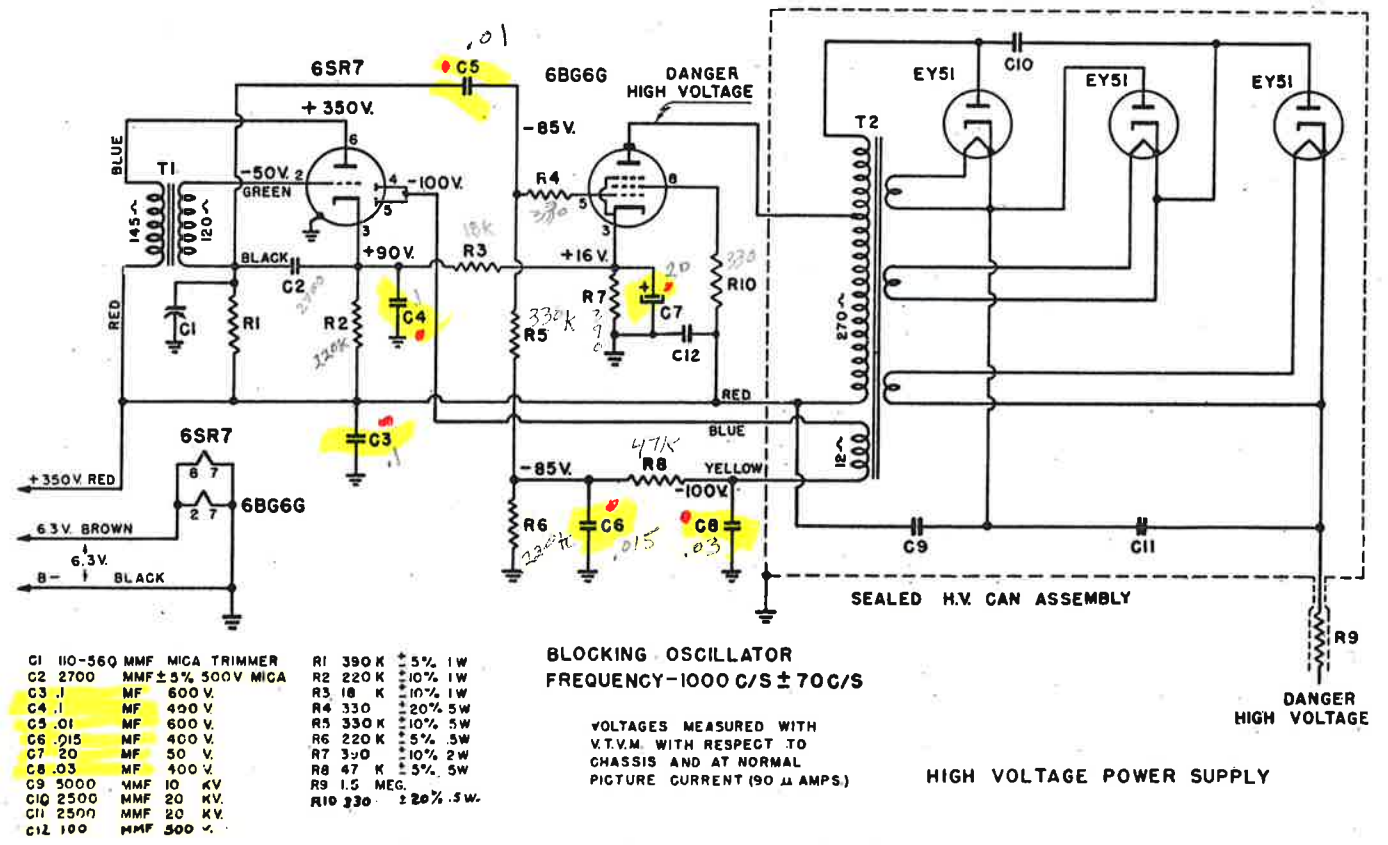 .01
6SR7
C5
6BG6G
DANGER
HIGH VOLTAGE
C10
EY51
EY51
EY51
+ 350V.
-85V.
T2
BLUE
T1
6
-50V.
2
GREEN
4
-100V.
5
3
R4
330
5
8
3
145~
120~
BLACK
C2
2700
+90V.
18K
R3
+16V.
20
330
R10
RED
C1
R1
R2
220K
.1
C4
R7
390
+
C7
C12
330K
R5
270~
RED
BLUE
C3
.1
6SR7
8 7
2 7
6BG6G
+350V. RED
6.3V. BROWN
6.3V.
B- BLACK
-85V.
47K
R8
YELLOW
-100V.
12~
R6
220K
C6
.015
C8
.03
C9
C11
SEALED H.V. CAN ASSEMBLY
R9
DANGER
HIGH VOLTAGE
C1 110-560 MMF MICA TRIMMER
C2 2700 MMF ±5% 500V MICA
C3 .1 MF 600 V.
C4 .1 MF 400 V.
C5 .01 MF 600 V.
C6 .015 MF 400 V.
C7 20 MF 50 V.
C8 .03 MF 400 V.
C9 5000 MMF 10 KV
C10 2500 MMF 20 KV.
C11 2500 MMF 20 KV.
C12 100 MMF 500 V.
R1 390 K ±5% 1W
R2 220 K ±10% 1W
R3 18 K ±10% 1W
R4 330 ±20% .5W
R5 330 K ±10% .5W
R6 220 K ±5% .5W
R7 390 ±10% 2W
R8 47 K ±5% .5W
R9 1.5 MEG.
R10 330 ±20% .5W.
BLOCKING OSCILLATOR
FREQUENCY-1000 C/S ± 70 C/S
VOLTAGES MEASURED WITH
V.T.V.M. WITH RESPECT TO
CHASSIS AND AT NORMAL
PICTURE CURRENT (90 µ AMPS.)
HIGH VOLTAGE POWER SUPPLY